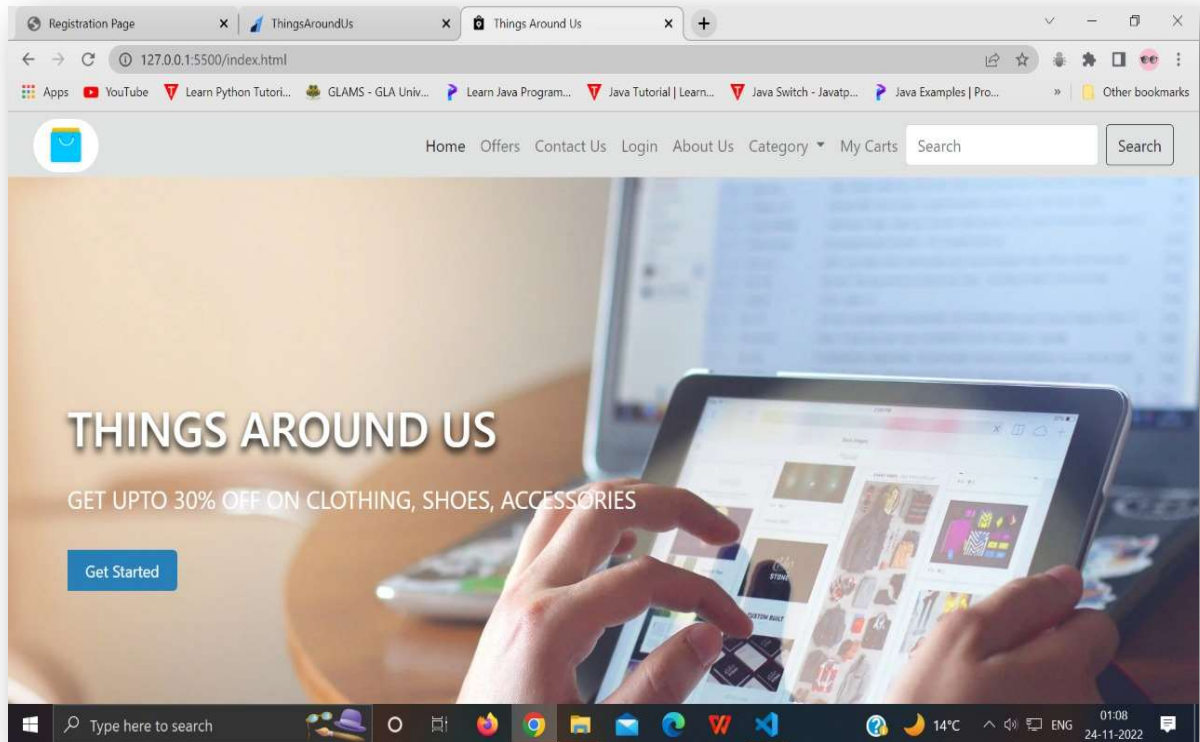 Registration Page
ThingsAroundUs
Things Around Us
127.0.0.1:5500/index.html
Apps YouTube Learn Python Tutori... GLAMS - GLA Univ... Learn Java Program... Java Tutorial | Learn... Java Switch - Javatp... Java Examples | Pro... » Other bookmarks
Home Offers Contact Us Login About Us Category My Carts Search Search
THINGS AROUND US
GET UPTO 30% OFF ON CLOTHING, SHOES, ACCESSORIES
Get Started
STONE
CUSTOM BUILT
Type here to search
14°C ENG 01:08
24-11-2022